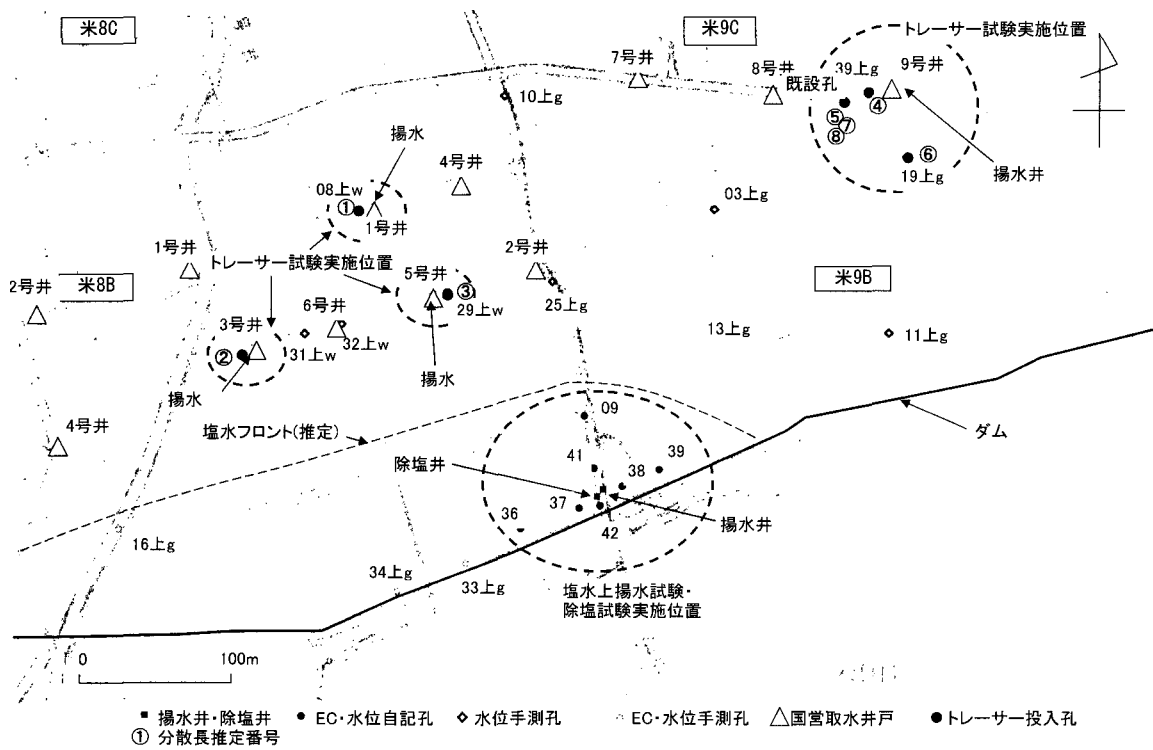 米8C
米9C
トレーサー試験実施位置
7号井
8号井
39上g
9号井
既設孔
④
⑤
⑦
⑧
⑥
19上g
揚水井
10上g
揚水
4号井
08上w
①
1号井
03上g
1号井
トレーサー試験実施位置
2号井
5号井
③
29上w
25上g
2号井
米8B
米9B
6号井
3号井
13上g
11上g
②
31上w
32上w
揚水
揚水
4号井
塩水フロント(推定)
09
ダム
41
39
除塩井
38
37
36
42
揚水井
16上g
34上g
33上g
塩水上揚水試験・
除塩試験実施位置
0 100m
揚水井・除塩井 EC・水位自記孔 水位手測孔 EC・水位手測孔 国営取水井戸 トレーサー投入孔
① 分散長推定番号